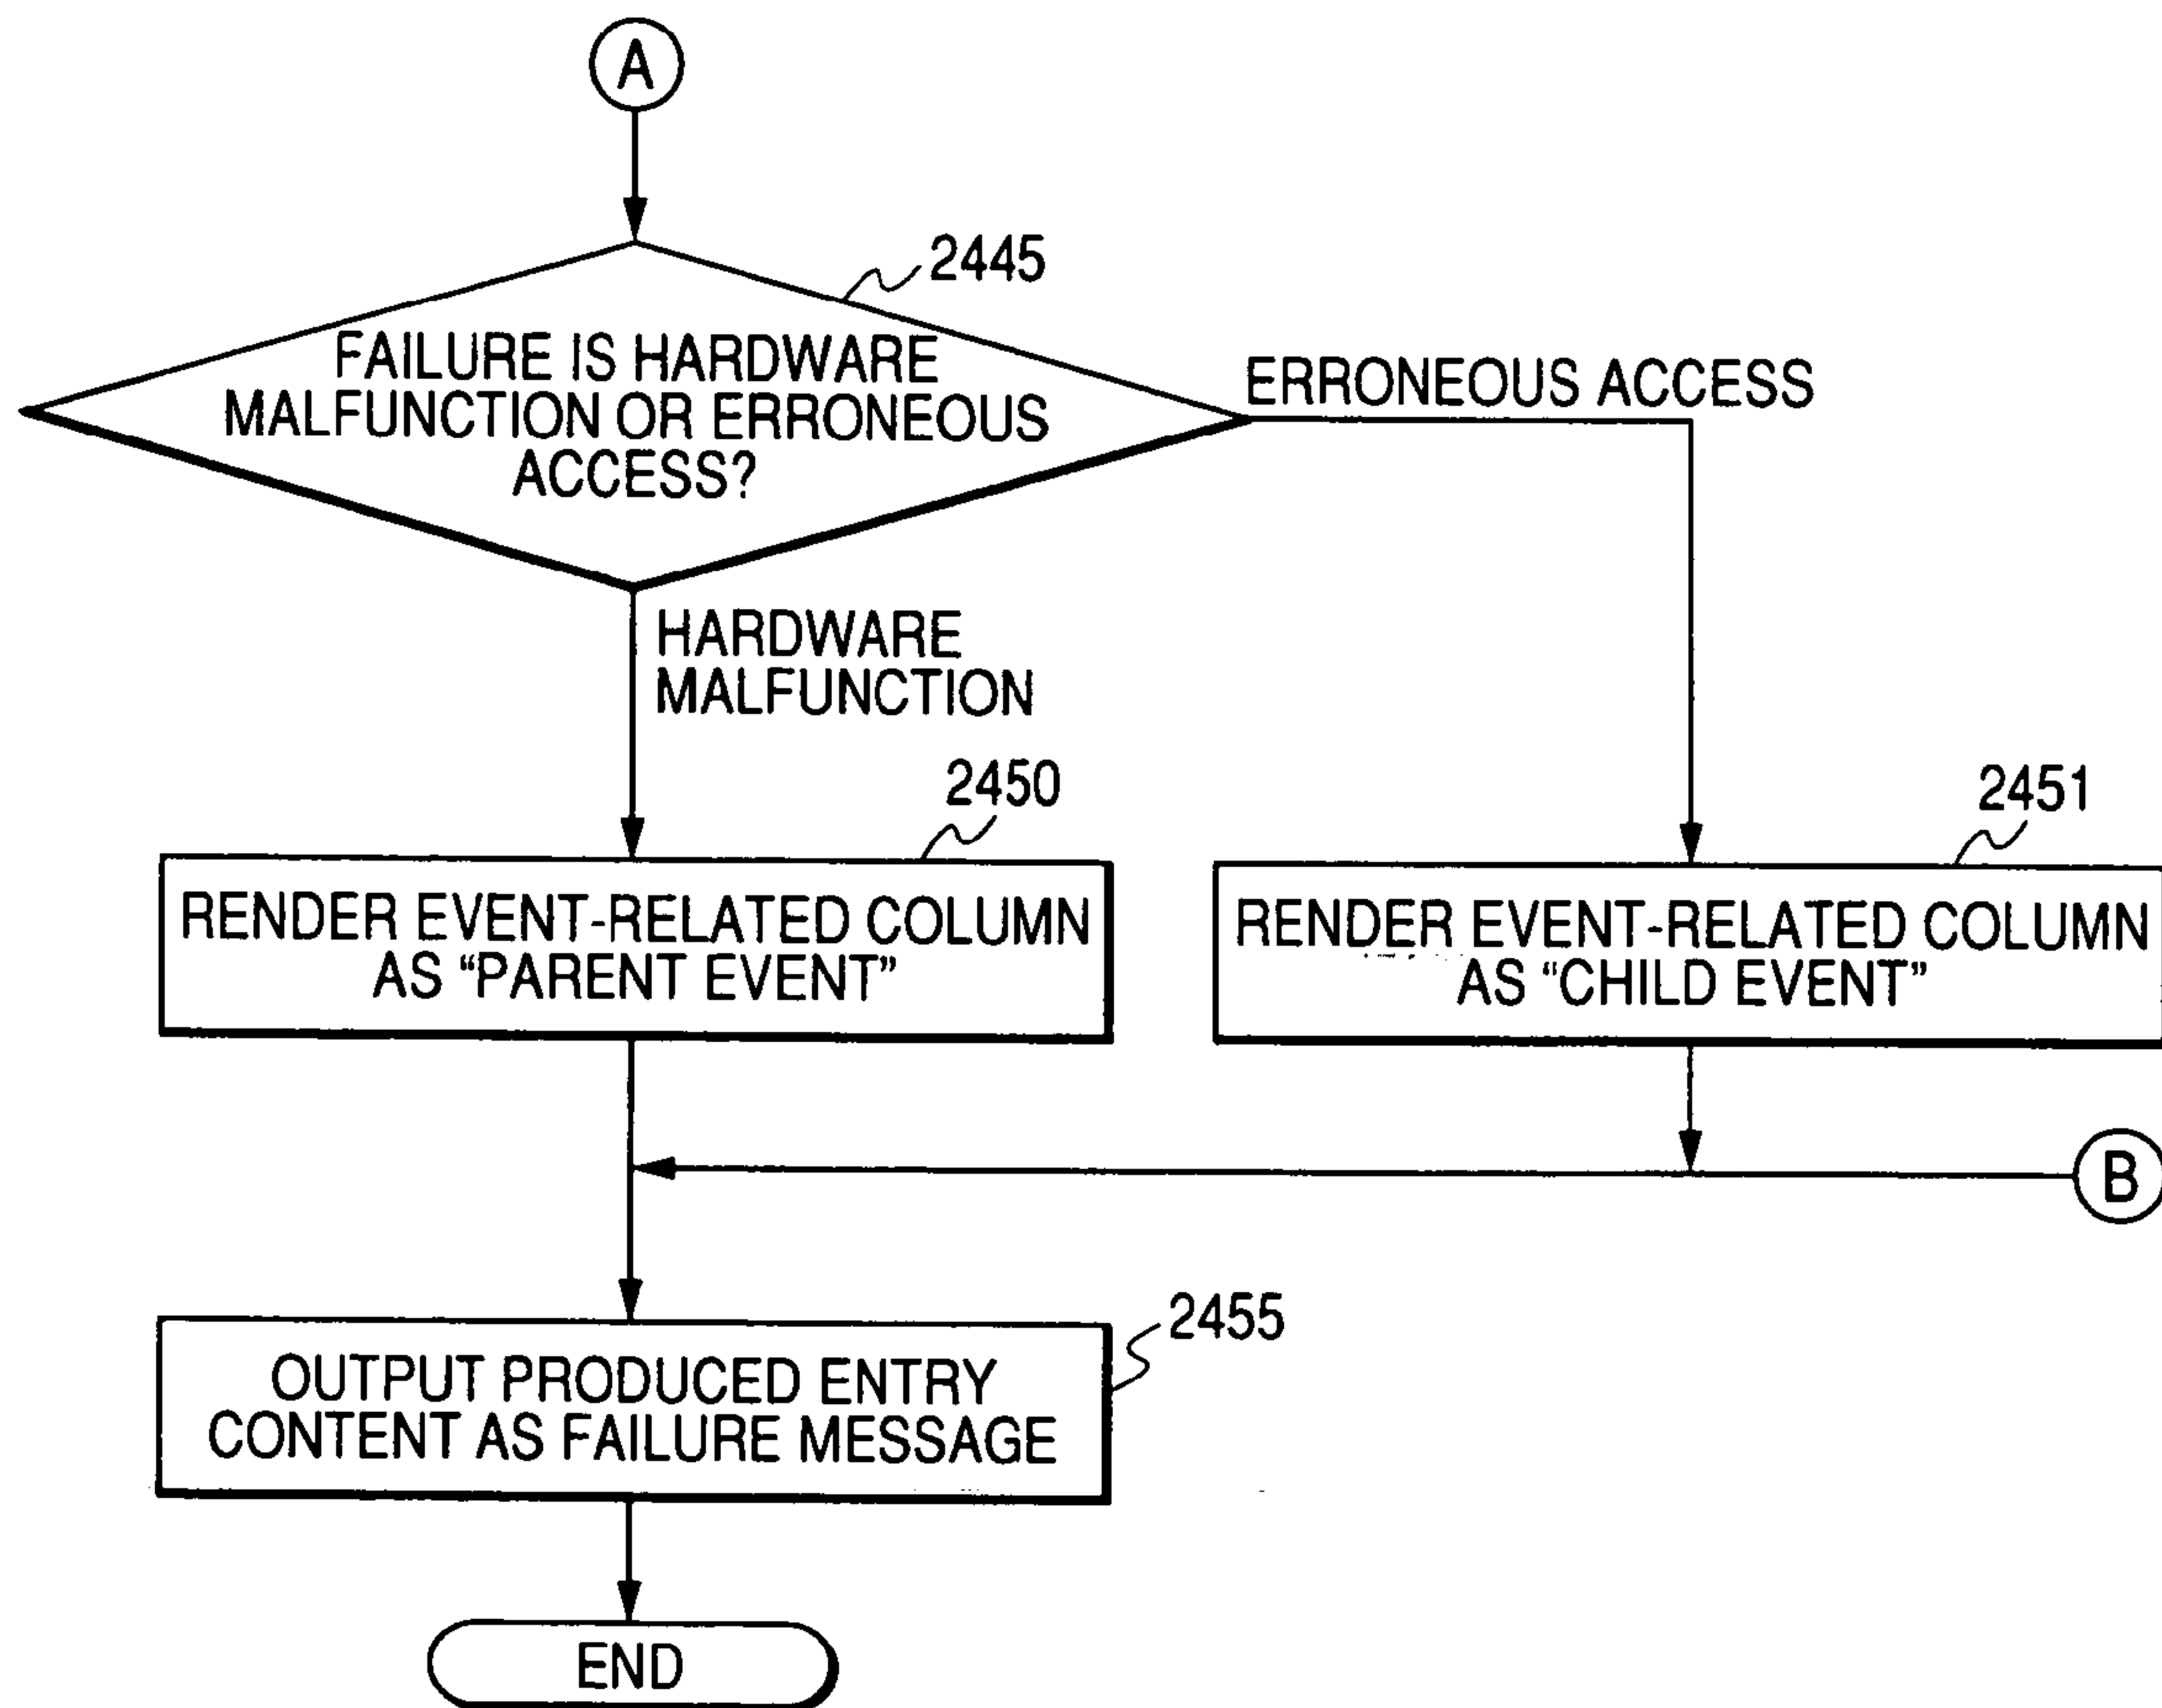 A
2445
FAILURE IS HARDWARE
MALFUNCTION OR ERRONEOUS
ACCESS?
ERRONEOUS ACCESS
HARDWARE
MALFUNCTION
2450
2451
RENDER EVENT-RELATED COLUMN
AS “PARENT EVENT”
RENDER EVENT-RELATED COLUMN
AS “CHILD EVENT”
B
2455
OUTPUT PRODUCED ENTRY
CONTENT AS FAILURE MESSAGE
END